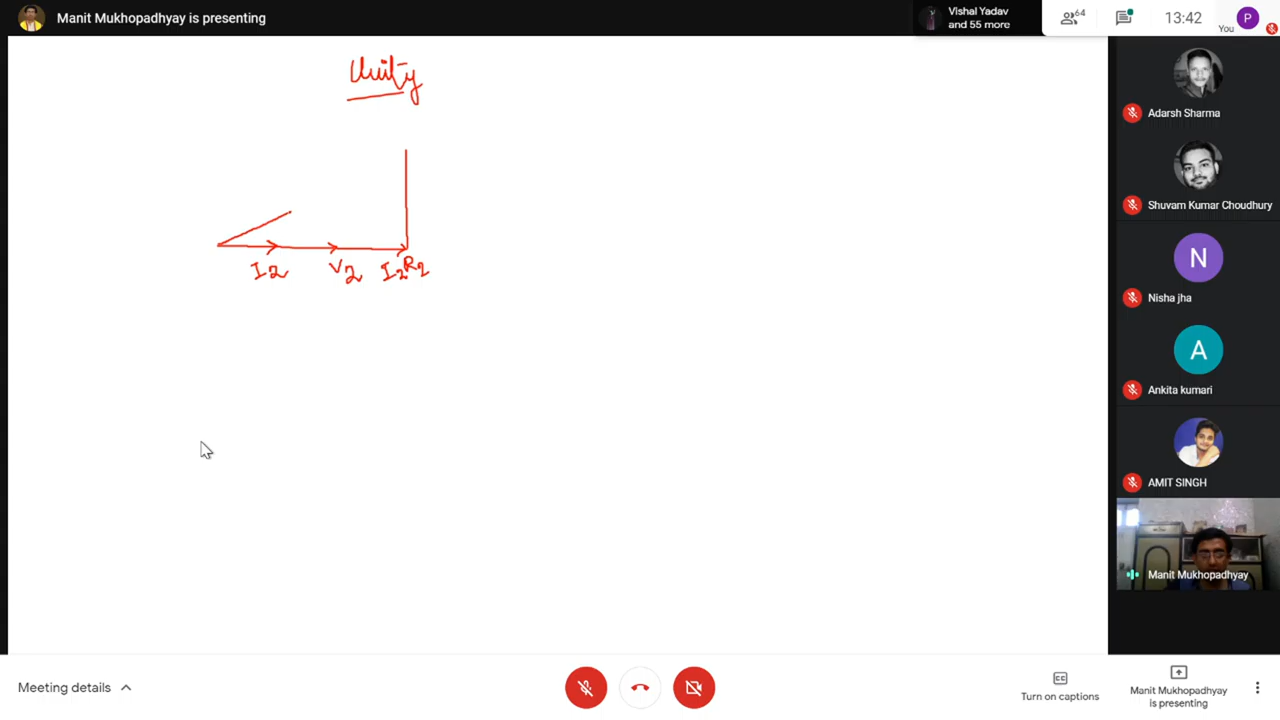 Manit Mukhopadhyay is presenting
Vishal Yadav
and 55 more
64
13:42
You
P
Unity
I2
V2
I2R2
Adarsh Sharma
Shuvam Kumar Choudhury
N
Nisha jha
A
Ankita kumari
AMIT SINGH
Manit Mukhopadhyay
Meeting details
Turn on captions
Manit Mukhopadhyay
is presenting